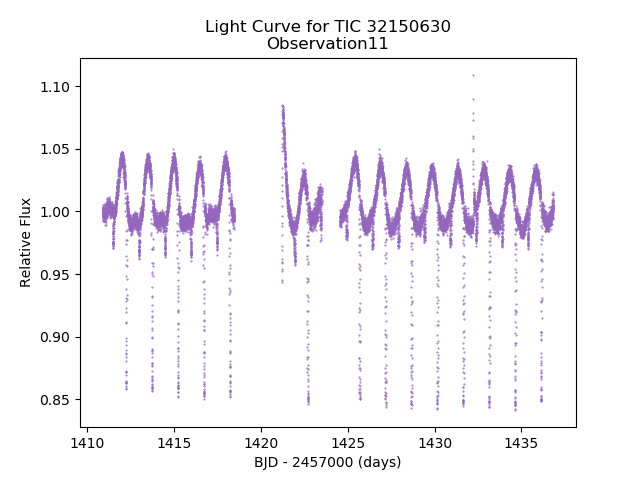 Light Curve for TIC 32150630
Observation11
1.10
1.05
1.00
0.95
0.90
0.85
Relative Flux
1410 1415 1420 1425 1430 1435
BJD - 2457000 (days)